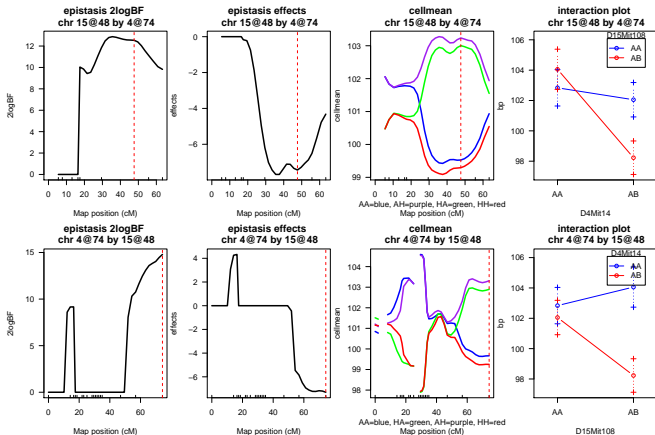 epistasis 2logBF
chr 15@48 by 4@74
2logBF
0
2
4
6
8
10
12
0 10 20 30 40 50 60
Map position (cM)
epistasis effects
chr 15@48 by 4@74
effects
−6
−4
−2
0
0 10 20 30 40 50 60
Map position (cM)
cellmean
chr 15@48 by 4@74
cellmean
99
100
101
102
103
0 10 20 30 40 50 60
Map position (cM)
AA=blue, AH=purple, HA=green, HH=red
interaction plot
chr 15@48 by 4@74
bp
98
100
102
104
106
D15Mit108
AA
AB
AA AB
D4Mit14
epistasis 2logBF
chr 4@74 by 15@48
2logBF
0
5
10
15
0 20 40 60
Map position (cM)
epistasis effects
chr 4@74 by 15@48
effects
−6
−4
−2
0
2
4
0 20 40 60
Map position (cM)
cellmean
chr 4@74 by 15@48
cellmean
98
99
100
101
102
103
104
0 20 40 60
Map position (cM)
AA=blue, HA=green, AH=purple, HH=red
interaction plot
chr 4@74 by 15@48
bp
98
100
102
104
106
D4Mit14
AA
AB
AA AB
D15Mit108